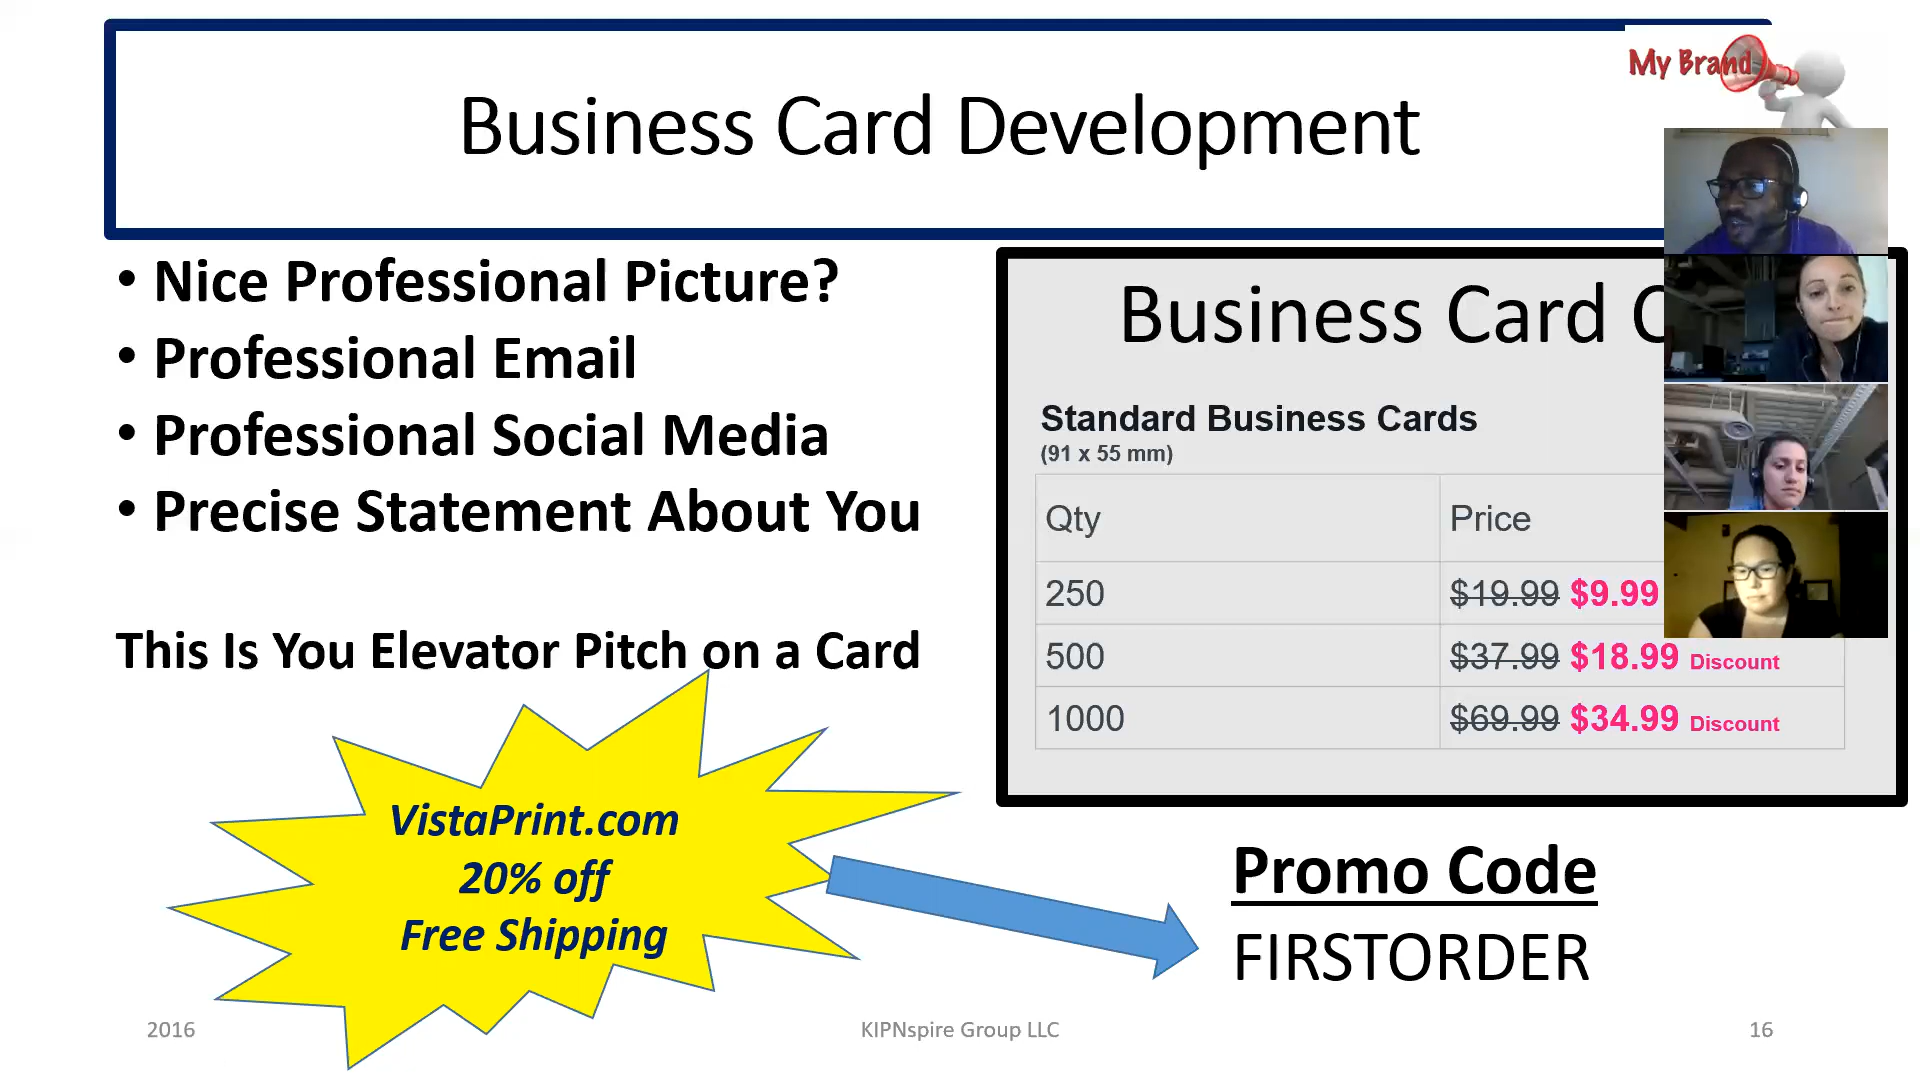 My Brand
Business Card Development
• Nice Professional Picture?
• Professional Email
• Professional Social Media
• Precise Statement About You
This Is You Elevator Pitch on a Card
VistaPrint.com
20% off
Free Shipping
Business Card
Standard Business Cards
(91 x 55 mm)
Qty Price
250 $19.99 $9.99
500 $37.99 $18.99 Discount
1000 $69.99 $34.99 Discount
Promo Code
FIRSTORDER
2016 KIPNspire Group LLC 16